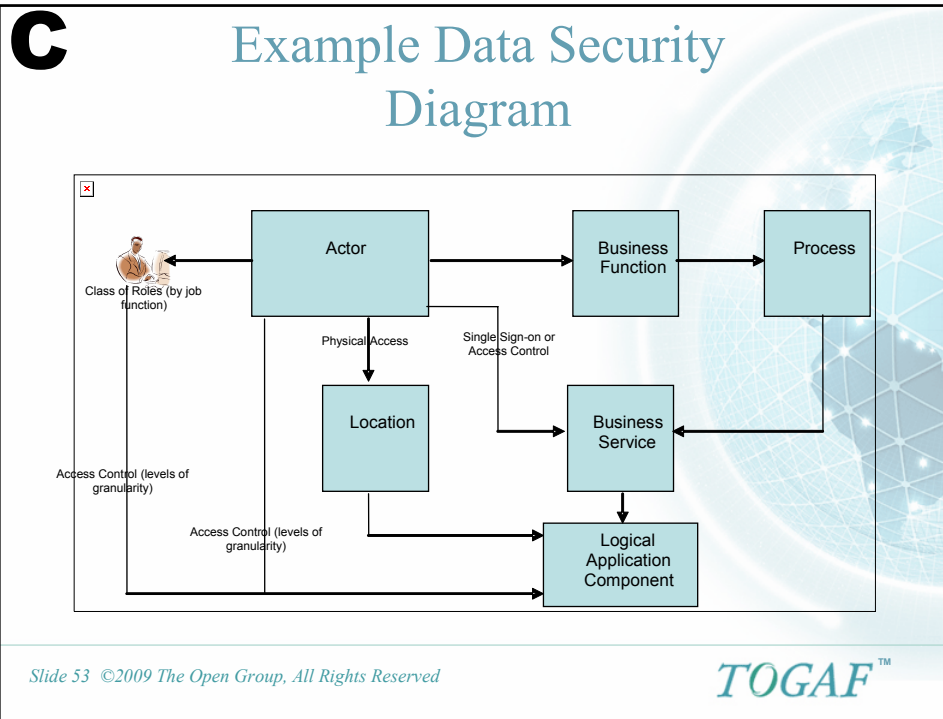 C
Example Data Security
Diagram
Actor
Business
Function
Process
Class of Roles (by job
function)
Physical Access
Single Sign-on or
Access Control
Location
Business
Service
Access Control (levels of
granularity)
Access Control (levels of
granularity)
Logical
Application
Component
Slide 53 ©2009 The Open Group, All Rights Reserved
TOGAF™